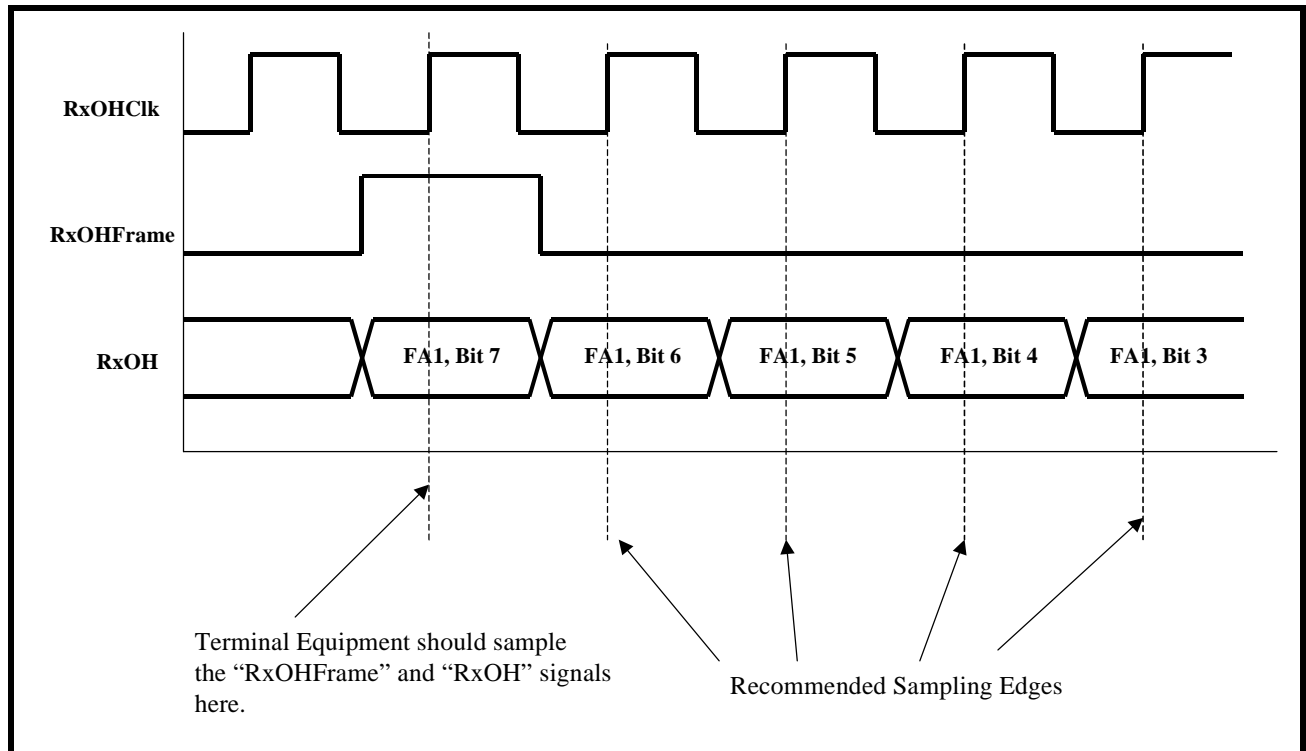 RxOHClk
RxOHFrame
RxOH
FA1, Bit 7
FA1, Bit 6
FA1, Bit 5
FA1, Bit 4
FA1, Bit 3
Terminal Equipment should sample
the “RxOHFrame” and “RxOH” signals
here.
Recommended Sampling Edges